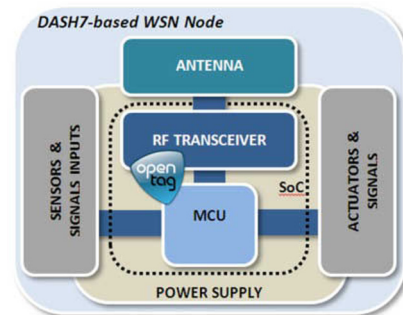 DASH7-based WSN Node
ANTENNA
RF TRANSCEIVER
open
tag
SoC
MCU
SENSORS &
SIGNALS INPUTS
ACTUATORS &
SIGNALS
POWER SUPPLY